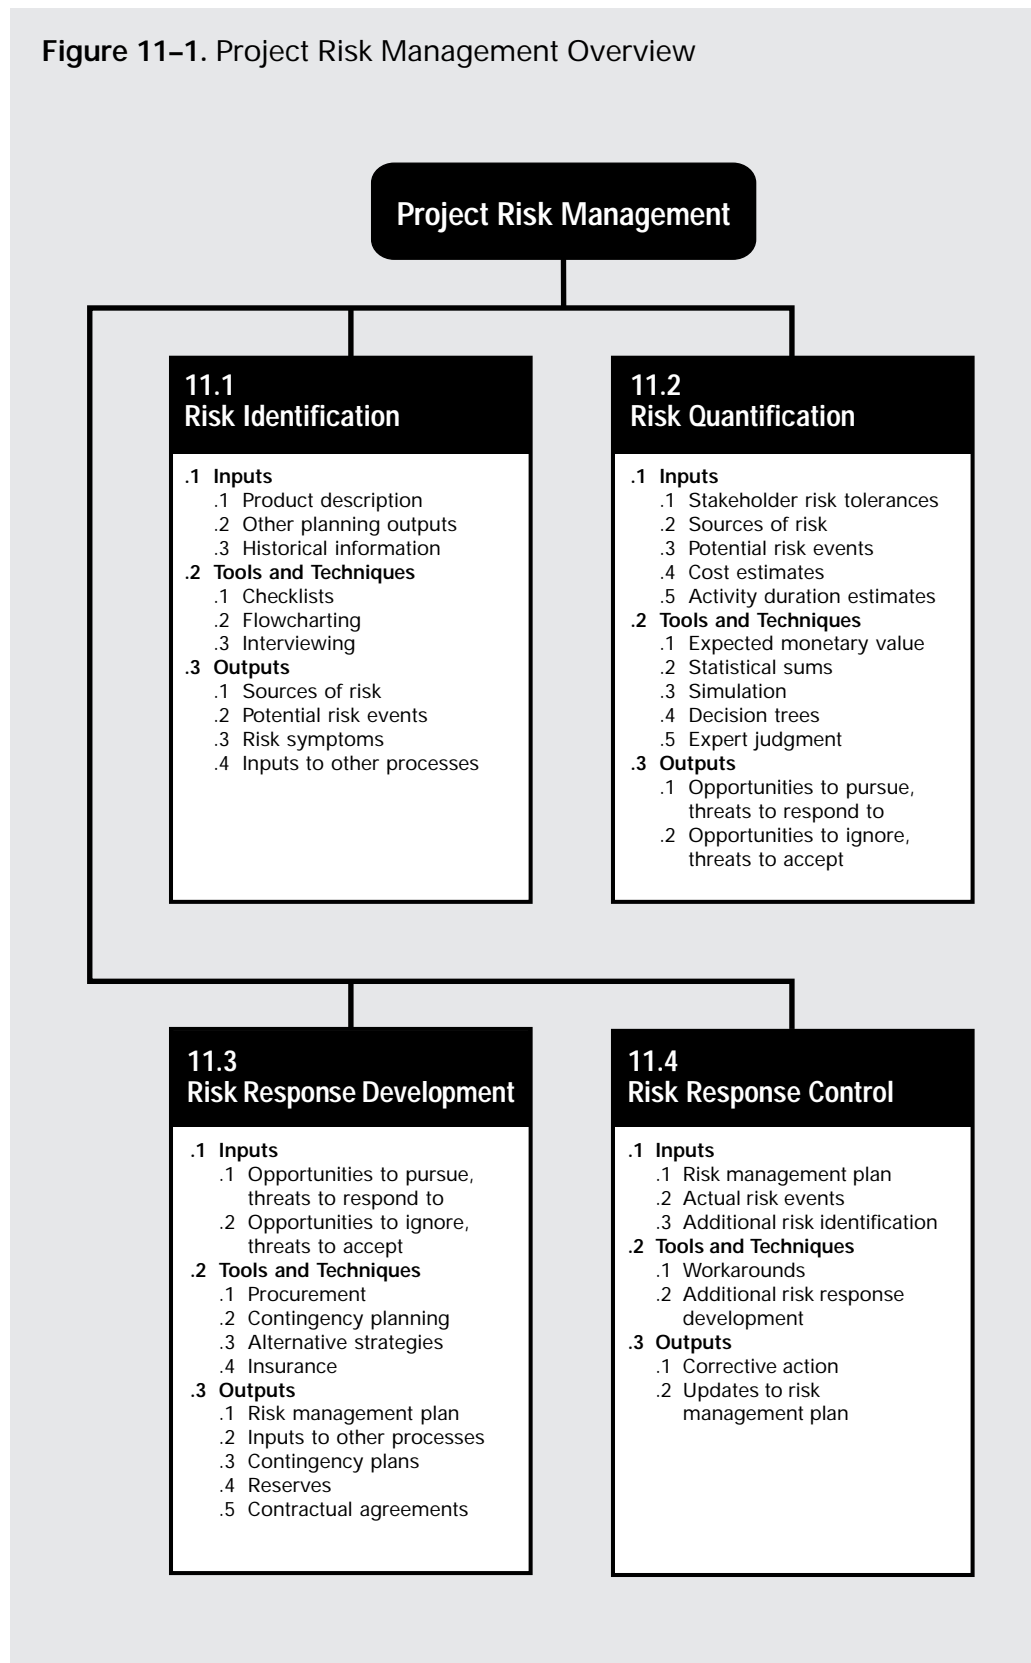 Figure 11–1. Project Risk Management Overview
Project Risk Management
11.1
Risk Identification
.1 Inputs
.1 Product description
.2 Other planning outputs
.3 Historical information
.2 Tools and Techniques
.1 Checklists
.2 Flowcharting
.3 Interviewing
.3 Outputs
.1 Sources of risk
.2 Potential risk events
.3 Risk symptoms
.4 Inputs to other processes
11.2
Risk Quantification
.1 Inputs
.1 Stakeholder risk tolerances
.2 Sources of risk
.3 Potential risk events
.4 Cost estimates
.5 Activity duration estimates
.2 Tools and Techniques
.1 Expected monetary value
.2 Statistical sums
.3 Simulation
.4 Decision trees
.5 Expert judgment
.3 Outputs
.1 Opportunities to pursue,
threats to respond to
.2 Opportunities to ignore,
threats to accept
11.3
Risk Response Development
.1 Inputs
.1 Opportunities to pursue,
threats to respond to
.2 Opportunities to ignore,
threats to accept
.2 Tools and Techniques
.1 Procurement
.2 Contingency planning
.3 Alternative strategies
.4 Insurance
.3 Outputs
.1 Risk management plan
.2 Inputs to other processes
.3 Contingency plans
.4 Reserves
.5 Contractual agreements
11.4
Risk Response Control
.1 Inputs
.1 Risk management plan
.2 Actual risk events
.3 Additional risk identification
.2 Tools and Techniques
.1 Workarounds
.2 Additional risk response
development
.3 Outputs
.1 Corrective action
.2 Updates to risk
management plan